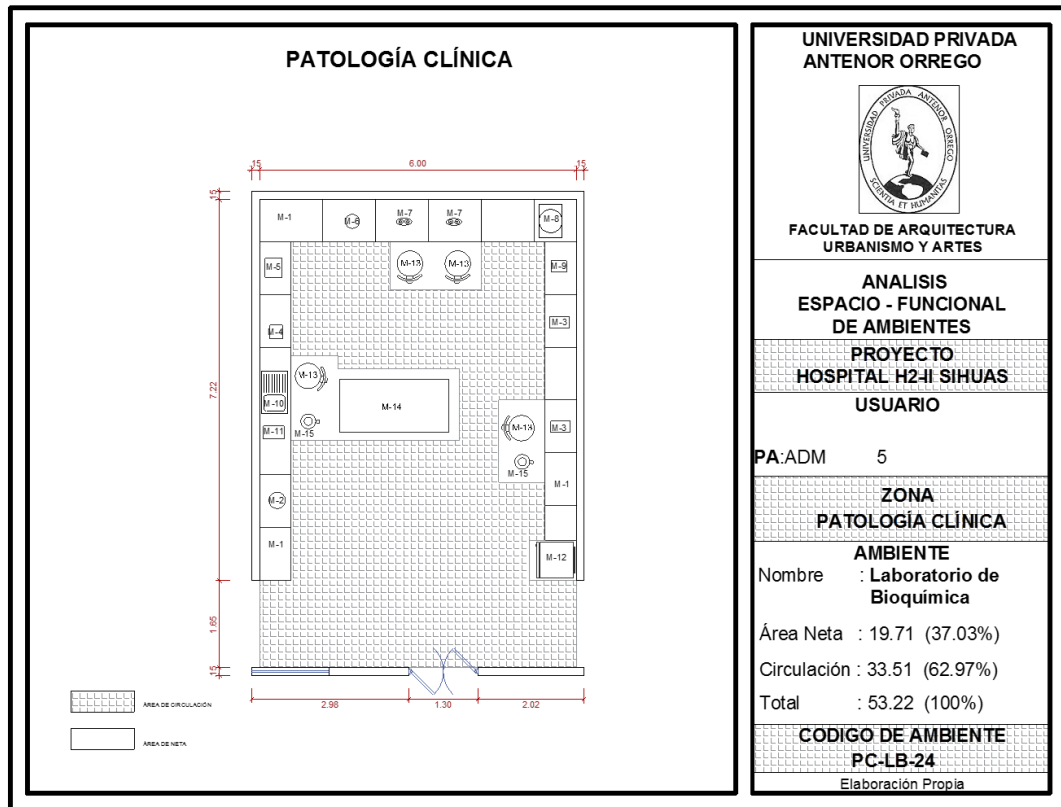 PATOLOGÍA CLÍNICA
15
6.00
15
15
M-1
M-6
M-7
M-7
M-8
M-5
M-13
M-13
M-9
M-4
M-3
7.22
M-13
M-10
M-14
M-11
M-15
M-13
M-3
M-15
M-2
M-1
M-1
M-12
1.65
15
2.98
1.30
2.02
ÁREA DE CIRCULACIÓN
ÁREA DE NETA
UNIVERSIDAD PRIVADA
ANTENOR ORREGO
UNIVERSIDAD PRIVADA ANTENOR ORREGO
SCIENTIA ET HUMANITAS
FACULTAD DE ARQUITECTURA
URBANISMO Y ARTES
ANALISIS
ESPACIO - FUNCIONAL
DE AMBIENTES
PROYECTO
HOSPITAL H2-II SIHUAS
USUARIO
PA:ADM 5
ZONA
PATOLOGÍA CLÍNICA
AMBIENTE
Nombre : Laboratorio de
Bioquímica
Área Neta : 19.71 (37.03%)
Circulación : 33.51 (62.97%)
Total : 53.22 (100%)
CODIGO DE AMBIENTE
PC-LB-24
Elaboración Propia